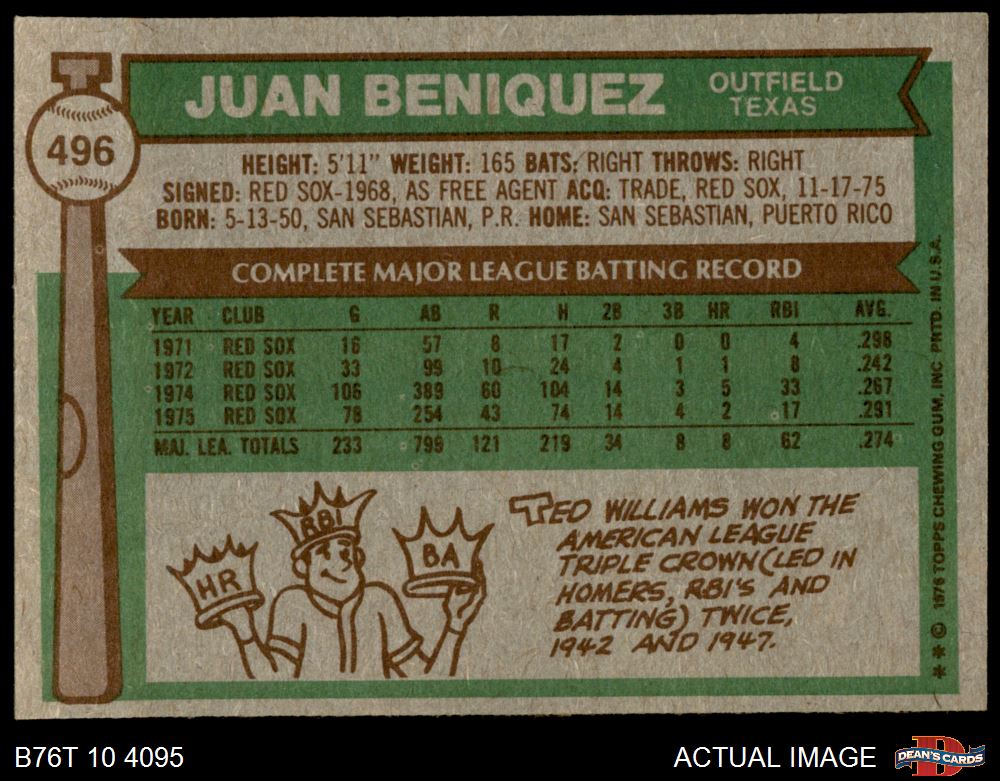 JUAN BENIQUEZ
OUTFIELD
TEXAS
496
HEIGHT: 5'11" WEIGHT: 165 BATS: RIGHT THROWS: RIGHT
SIGNED: RED SOX-1968, AS FREE AGENT ACQ: TRADE, RED SOX, 11-17-75
BORN: 5-13-50, SAN SEBASTIAN, P.R. HOME: SAN SEBASTIAN, PUERTO RICO
COMPLETE MAJOR LEAGUE BATTING RECORD
YEAR CLUB G AB R H 2B 3B HR RBI AVG.
1971 RED SOX 16 57 8 17 2 0 0 4 .298
1972 RED SOX 33 99 10 24 4 1 1 8 .242
1974 RED SOX 106 389 60 104 14 3 5 33 .267
1975 RED SOX 78 254 43 74 14 4 2 17 .291
MAJ. LEA. TOTALS 233 799 121 219 34 8 8 62 .274
HR
RBI
BA
TED WILLIAMS WON THE
AMERICAN LEAGUE
TRIPLE CROWN (LED IN
HOMERS, RBI'S AND
BATTING) TWICE,
1942 AND 1947.
* * © 1976 TOPPS CHEWING GUM, INC. PRTD. IN U.S.A.
B76T 10 4095
ACTUAL IMAGE
D
DEAN'S CARDS